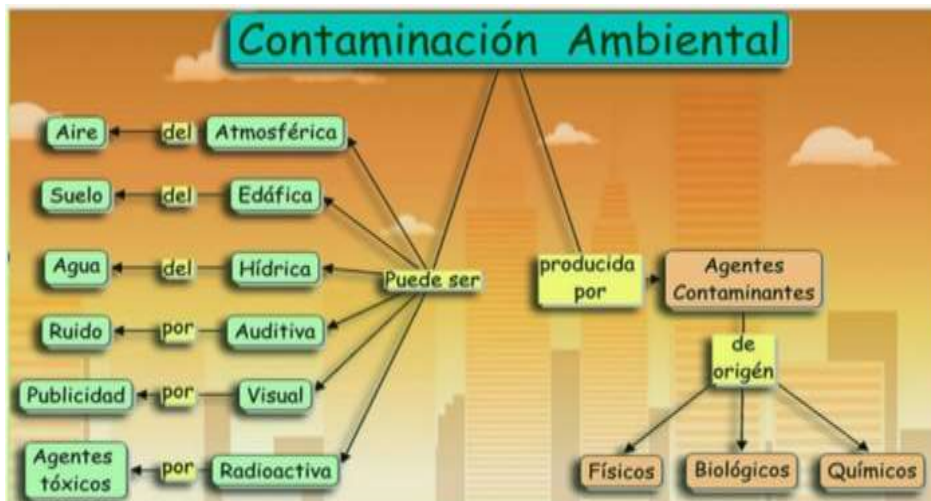 Contaminación Ambiental
Aire del Atmosférica
Suelo del Edáfica
Agua del Hídrica
Puede ser
Ruido por Auditiva
Publicidad por Visual
Agentes
tóxicos
por Radioactiva
producida
por
Agentes
Contaminantes
de
origén
Físicos Biológicos Químicos